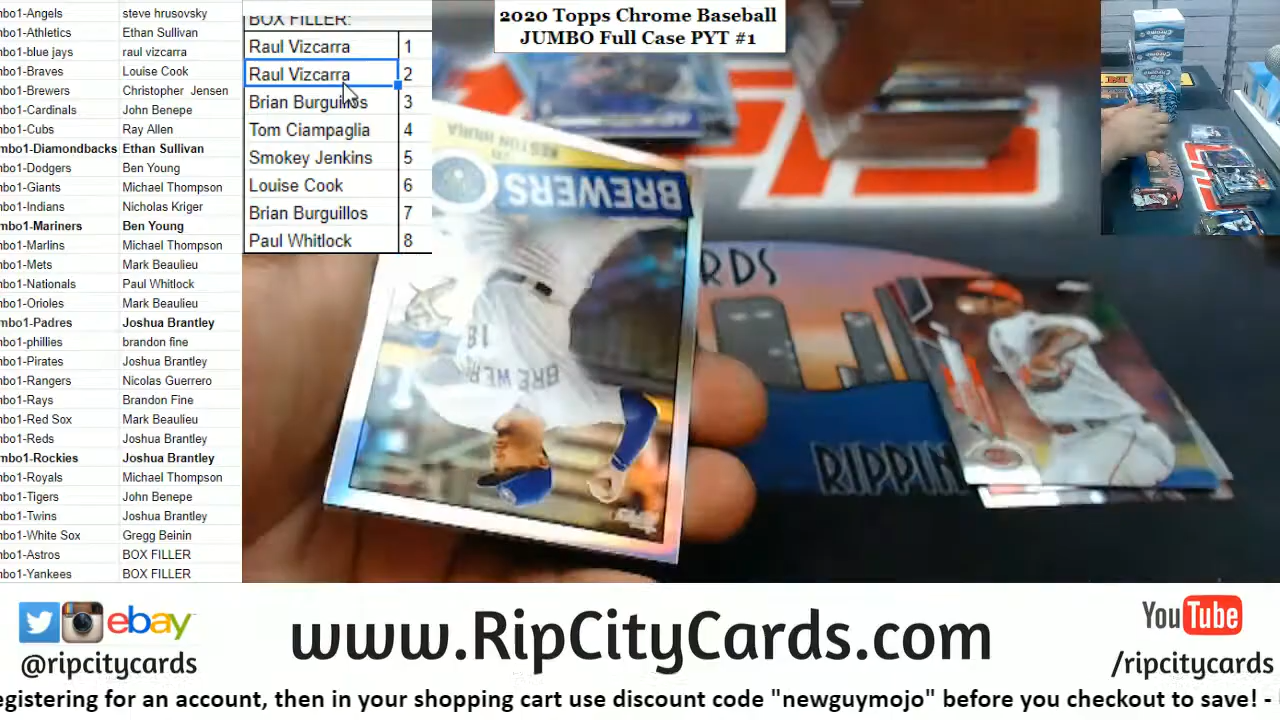 mbo1-Angels steve hrusovsky
mbo1-Athletics Ethan Sullivan
mbo1-blue jays raul vizcarra
mbo1-Braves Louise Cook
mbo1-Brewers Christopher Jensen
mbo1-Cardinals John Benepe
mbo1-Cubs Ray Allen
mbo1-Diamondbacks Ethan Sullivan
mbo1-Dodgers Ben Young
mbo1-Giants Michael Thompson
mbo1-Indians Nicholas Kriger
mbo1-Mariners Ben Young
mbo1-Marlins Michael Thompson
mbo1-Mets Mark Beaulieu
mbo1-Nationals Paul Whitlock
mbo1-Orioles Mark Beaulieu
mbo1-Padres Joshua Brantley
mbo1-phillies brandon fine
mbo1-Pirates Joshua Brantley
mbo1-Rangers Nicolas Guerrero
mbo1-Rays Brandon Fine
mbo1-Red Sox Mark Beaulieu
mbo1-Reds Joshua Brantley
mbo1-Rockies Joshua Brantley
mbo1-Royals Michael Thompson
mbo1-Tigers John Benepe
mbo1-Twins Joshua Brantley
mbo1-White Sox Gregg Beinin
mbo1-Astros BOX FILLER
mbo1-Yankees BOX FILLER
BOX FILLER:
Raul Vizcarra 1
Raul Vizcarra 2
Brian Burguillos 3
Tom Ciampaglia 4
Smokey Jenkins 5
Louise Cook 6
Brian Burguillos 7
Paul Whitlock 8
2020 Topps Chrome Baseball
JUMBO Full Case PYT #1
KESTON HIURA
BREWERS
BREWERS
18
RDS
RIPPIN
ebay
@ripcitycards
www.RipCityCards.com
YouTube
/ripcitycards
egistering for an account, then in your shopping cart use discount code "newguymojo" before you checkout to save! -